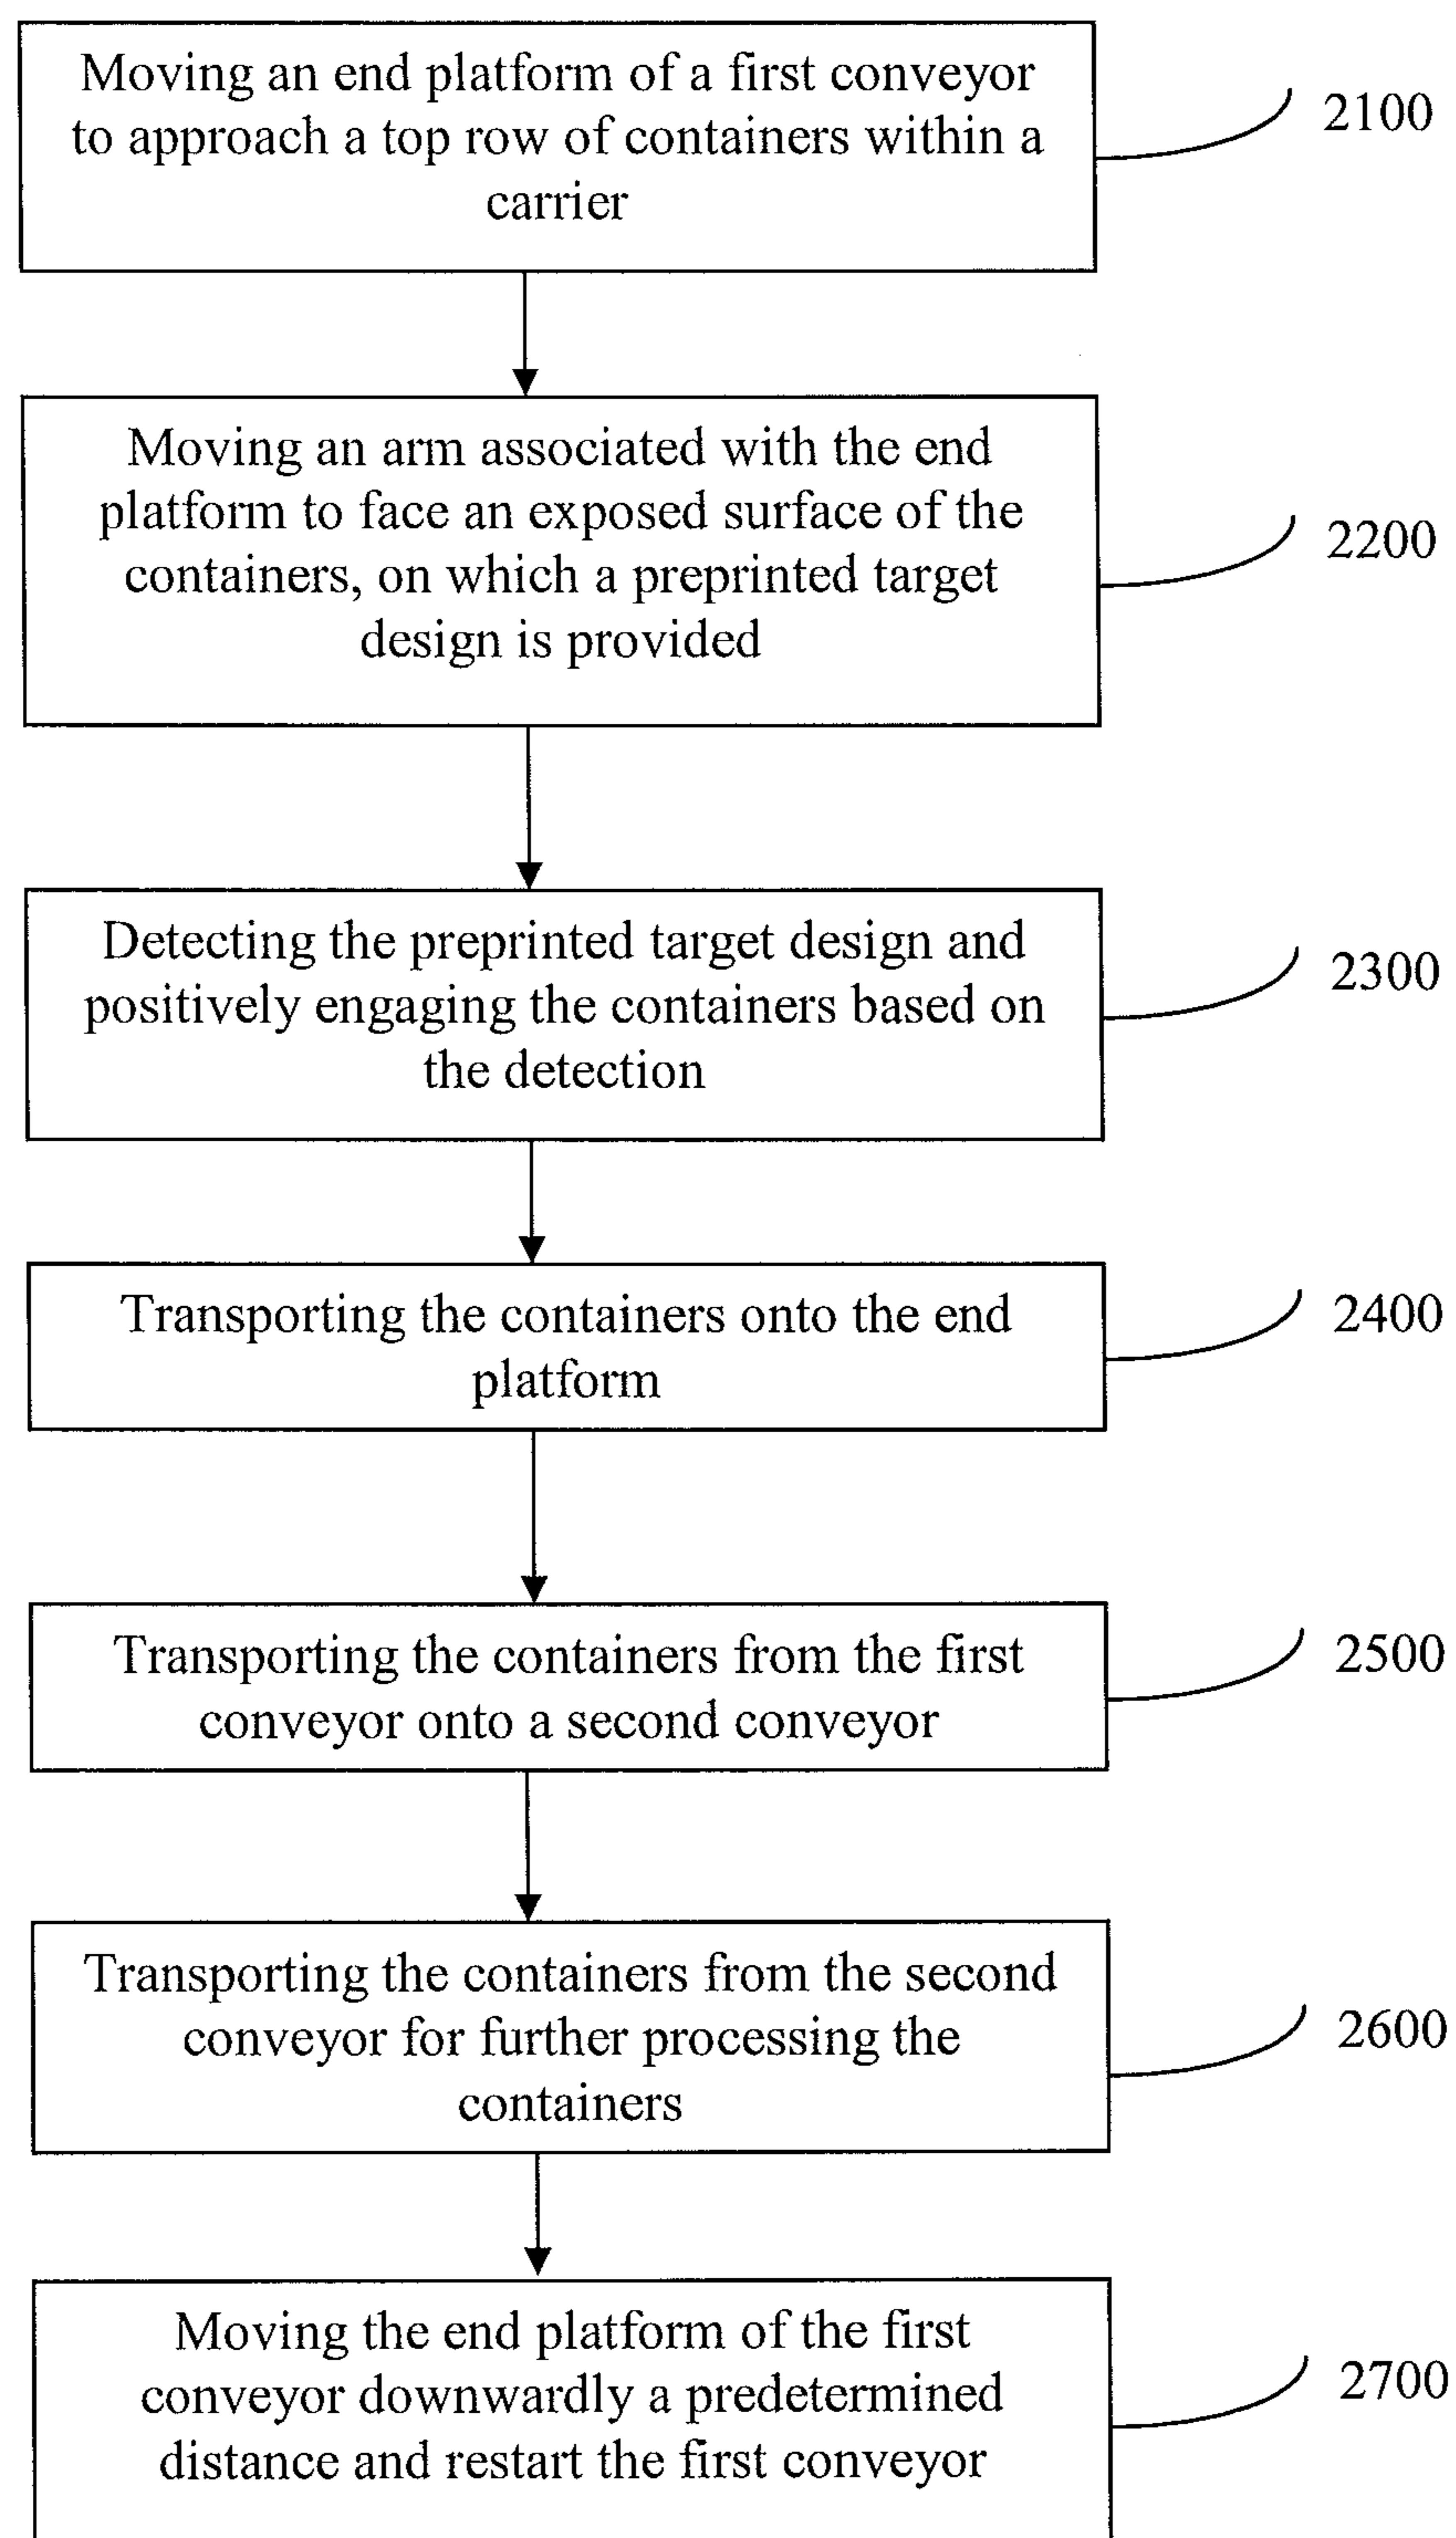 Moving an end platform of a first conveyor
to approach a top row of containers within a
carrier
2100
Moving an arm associated with the end
platform to face an exposed surface of the
containers, on which a preprinted target
design is provided
2200
Detecting the preprinted target design and
positively engaging the containers based on
the detection
2300
Transporting the containers onto the end
platform
2400
Transporting the containers from the first
conveyor onto a second conveyor
2500
Transporting the containers from the second
conveyor for further processing the
containers
2600
Moving the end platform of the first
conveyor downwardly a predetermined
distance and restart the first conveyor
2700